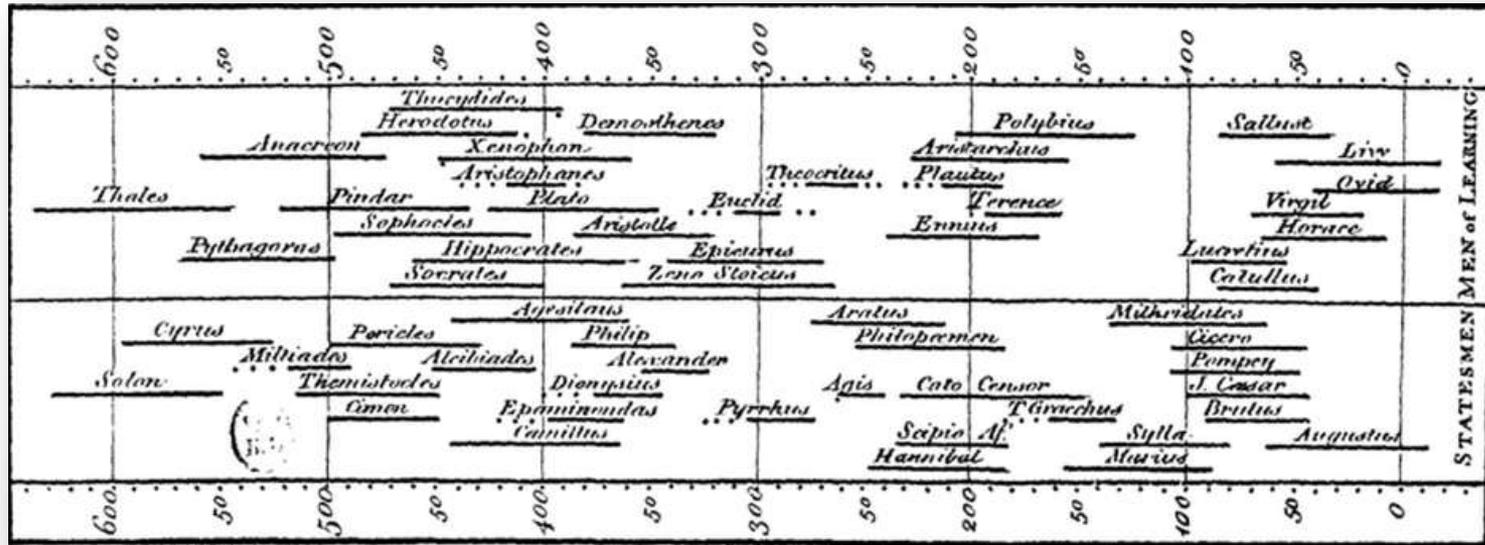 600 50 500 50 400 50 300 50 200 50 100 50 0
Thucydides
Herodotus Demosthenes Polybius Sallust
Anacreon Xenophon Aristarchus Livy
Aristophanes Theocritus Plautus Ovid
Thales Pindar Plato Euclid Terence Virgil
Sophocles Aristotle Ennius Horace
Pythagoras Hippocrates Epicurus Lucretius
Socrates Zeno Stoicus Catullus
Agesilaus Aratus Mithridates
Cyrus Pericles Philip Philopœmen Cicero
Miltiades Alcibiades Alexander Pompey
Solon Themistocles Dionysius Agis Cato Censor J. Cæsar
Cimon Epaminondas Pyrrhus T. Gracchus Brutus
Camillus Scipio Af. Sylla Augustus
Hannibal Marius
600 50 500 50 400 50 300 50 200 50 100 50 0
STATESMEN
MEN of LEARNING